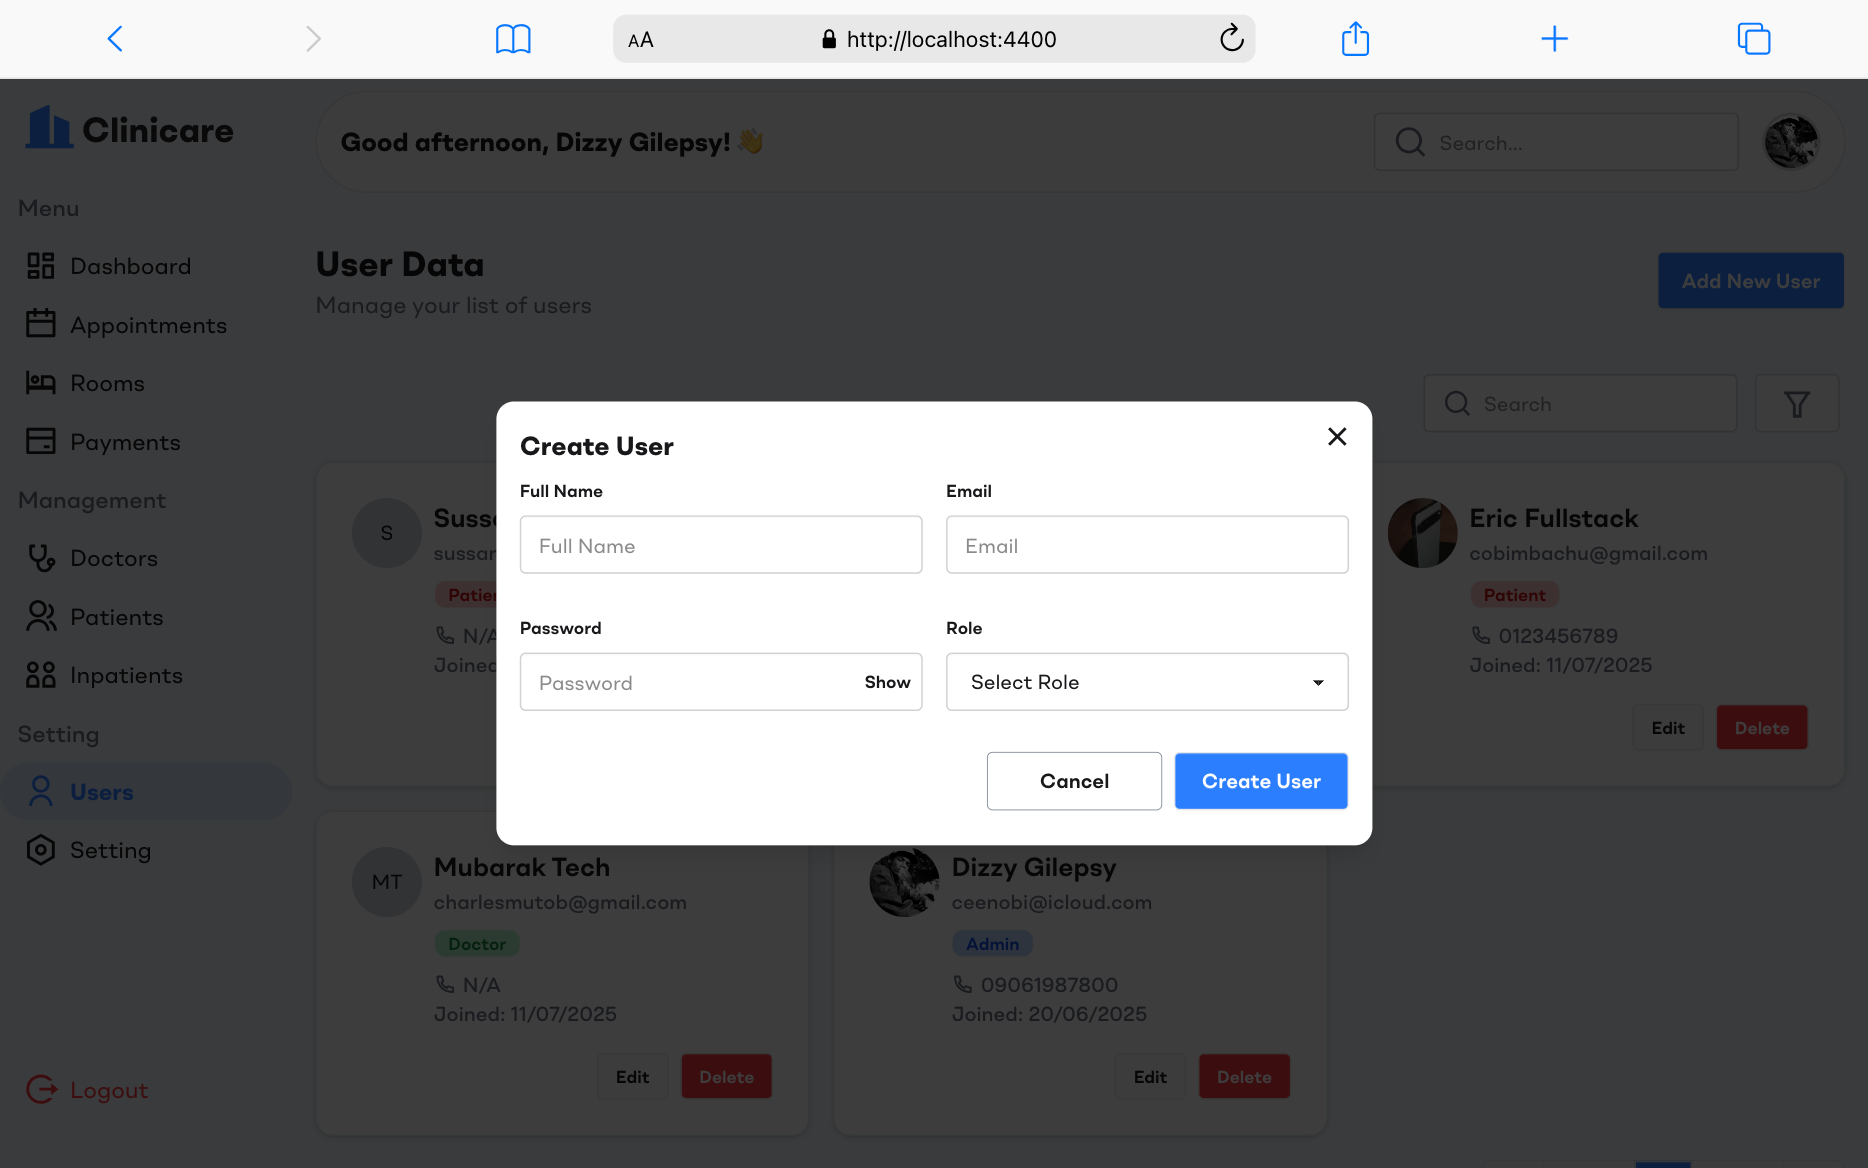 AA
http://localhost:4400
Clinicare
Good afternoon, Dizzy Gilepsy! 👋
Search...
Menu
Dashboard
Appointments
Rooms
Payments
Management
Doctors
Patients
Inpatients
Setting
Users
Setting
Logout
User Data
Manage your list of users
Add New User
Search
S
N/A
Joined
Eric Fullstack
cobimbachu@gmail.com
Patient
0123456789
Joined: 11/07/2025
Edit
Delete
Create User
Full Name
Email
Full Name
Email
Password
Role
Password
Show
Select Role
Cancel
Create User
MT
Mubarak Tech
charlesmutob@gmail.com
Doctor
N/A
Joined: 11/07/2025
Edit
Delete
Dizzy Gilepsy
ceenobi@icloud.com
Admin
09061987800
Joined: 20/06/2025
Edit
Delete